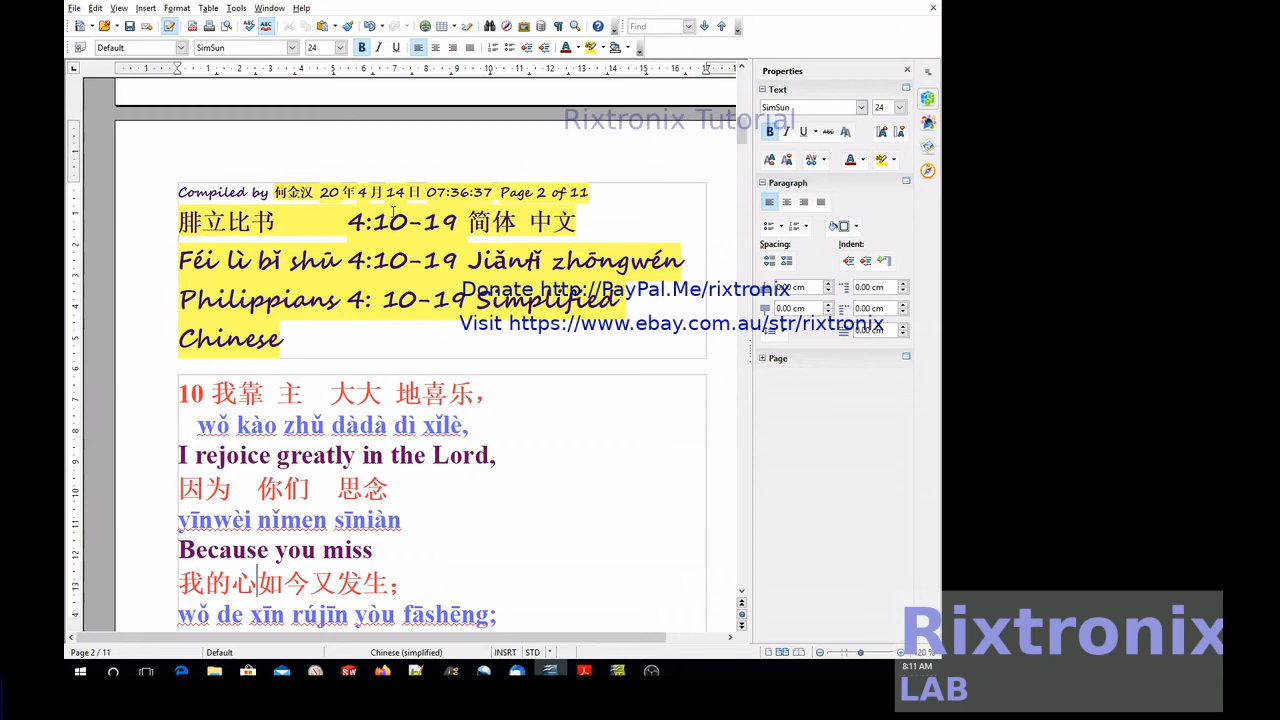 File Edit View Insert Format Table Tools Window Help
Find
Default SimSun 24
Properties
Text
SimSun 24
Rixtronix Tutorial
Paragraph
Compiled by 何金汉 20年4月14日 07:36:37 Page 2 of 11
腓立比书 4:10-19 简体 中文
Féi lì bǐ shū 4:10-19 Jiǎntǐ zhōngwén
Philippians 4: 10-19 Simplified
Chinese
Spacing: Indent:
0.00 cm 0.00 cm
0.00 cm 0.00 cm
0.00 cm
Donate http://PayPal.Me/rixtronix
Visit https://www.ebay.com.au/str/rixtronix
Page
10 我靠 主 大大 地喜乐，
wǒ kào zhǔ dàdà dì xǐlè,
I rejoice greatly in the Lord,
因为 你们 思念
yīnwèi nǐmen sīniàn
Because you miss
我的心如今又发生；
wǒ de xīn rújīn yòu fāshēng;
Page 2 / 11 Default Chinese (simplified) INSRT STD * 120 %
8:11 AM
Rixtronix
LAB